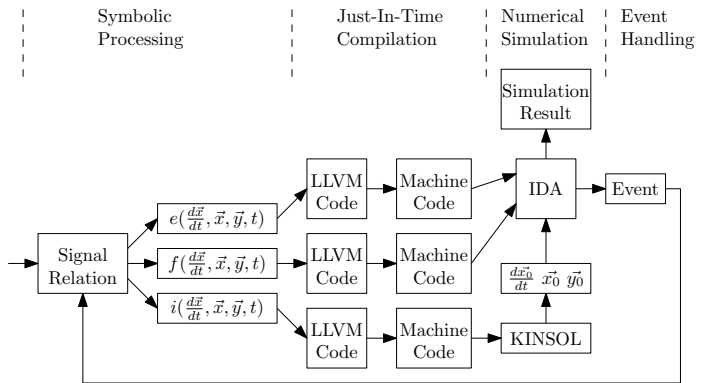 Symbolic
Processing
Just-In-Time
Compilation
Numerical
Simulation
Event
Handling
Simulation
Result
LLVM
Code
Machine
Code
IDA
Event
e(dx⃗/dt, x⃗, y⃗, t)
Signal
Relation
f(dx⃗/dt, x⃗, y⃗, t)
LLVM
Code
Machine
Code
dx⃗₀/dt x⃗₀ y⃗₀
i(dx⃗/dt, x⃗, y⃗, t)
LLVM
Code
Machine
Code
KINSOL